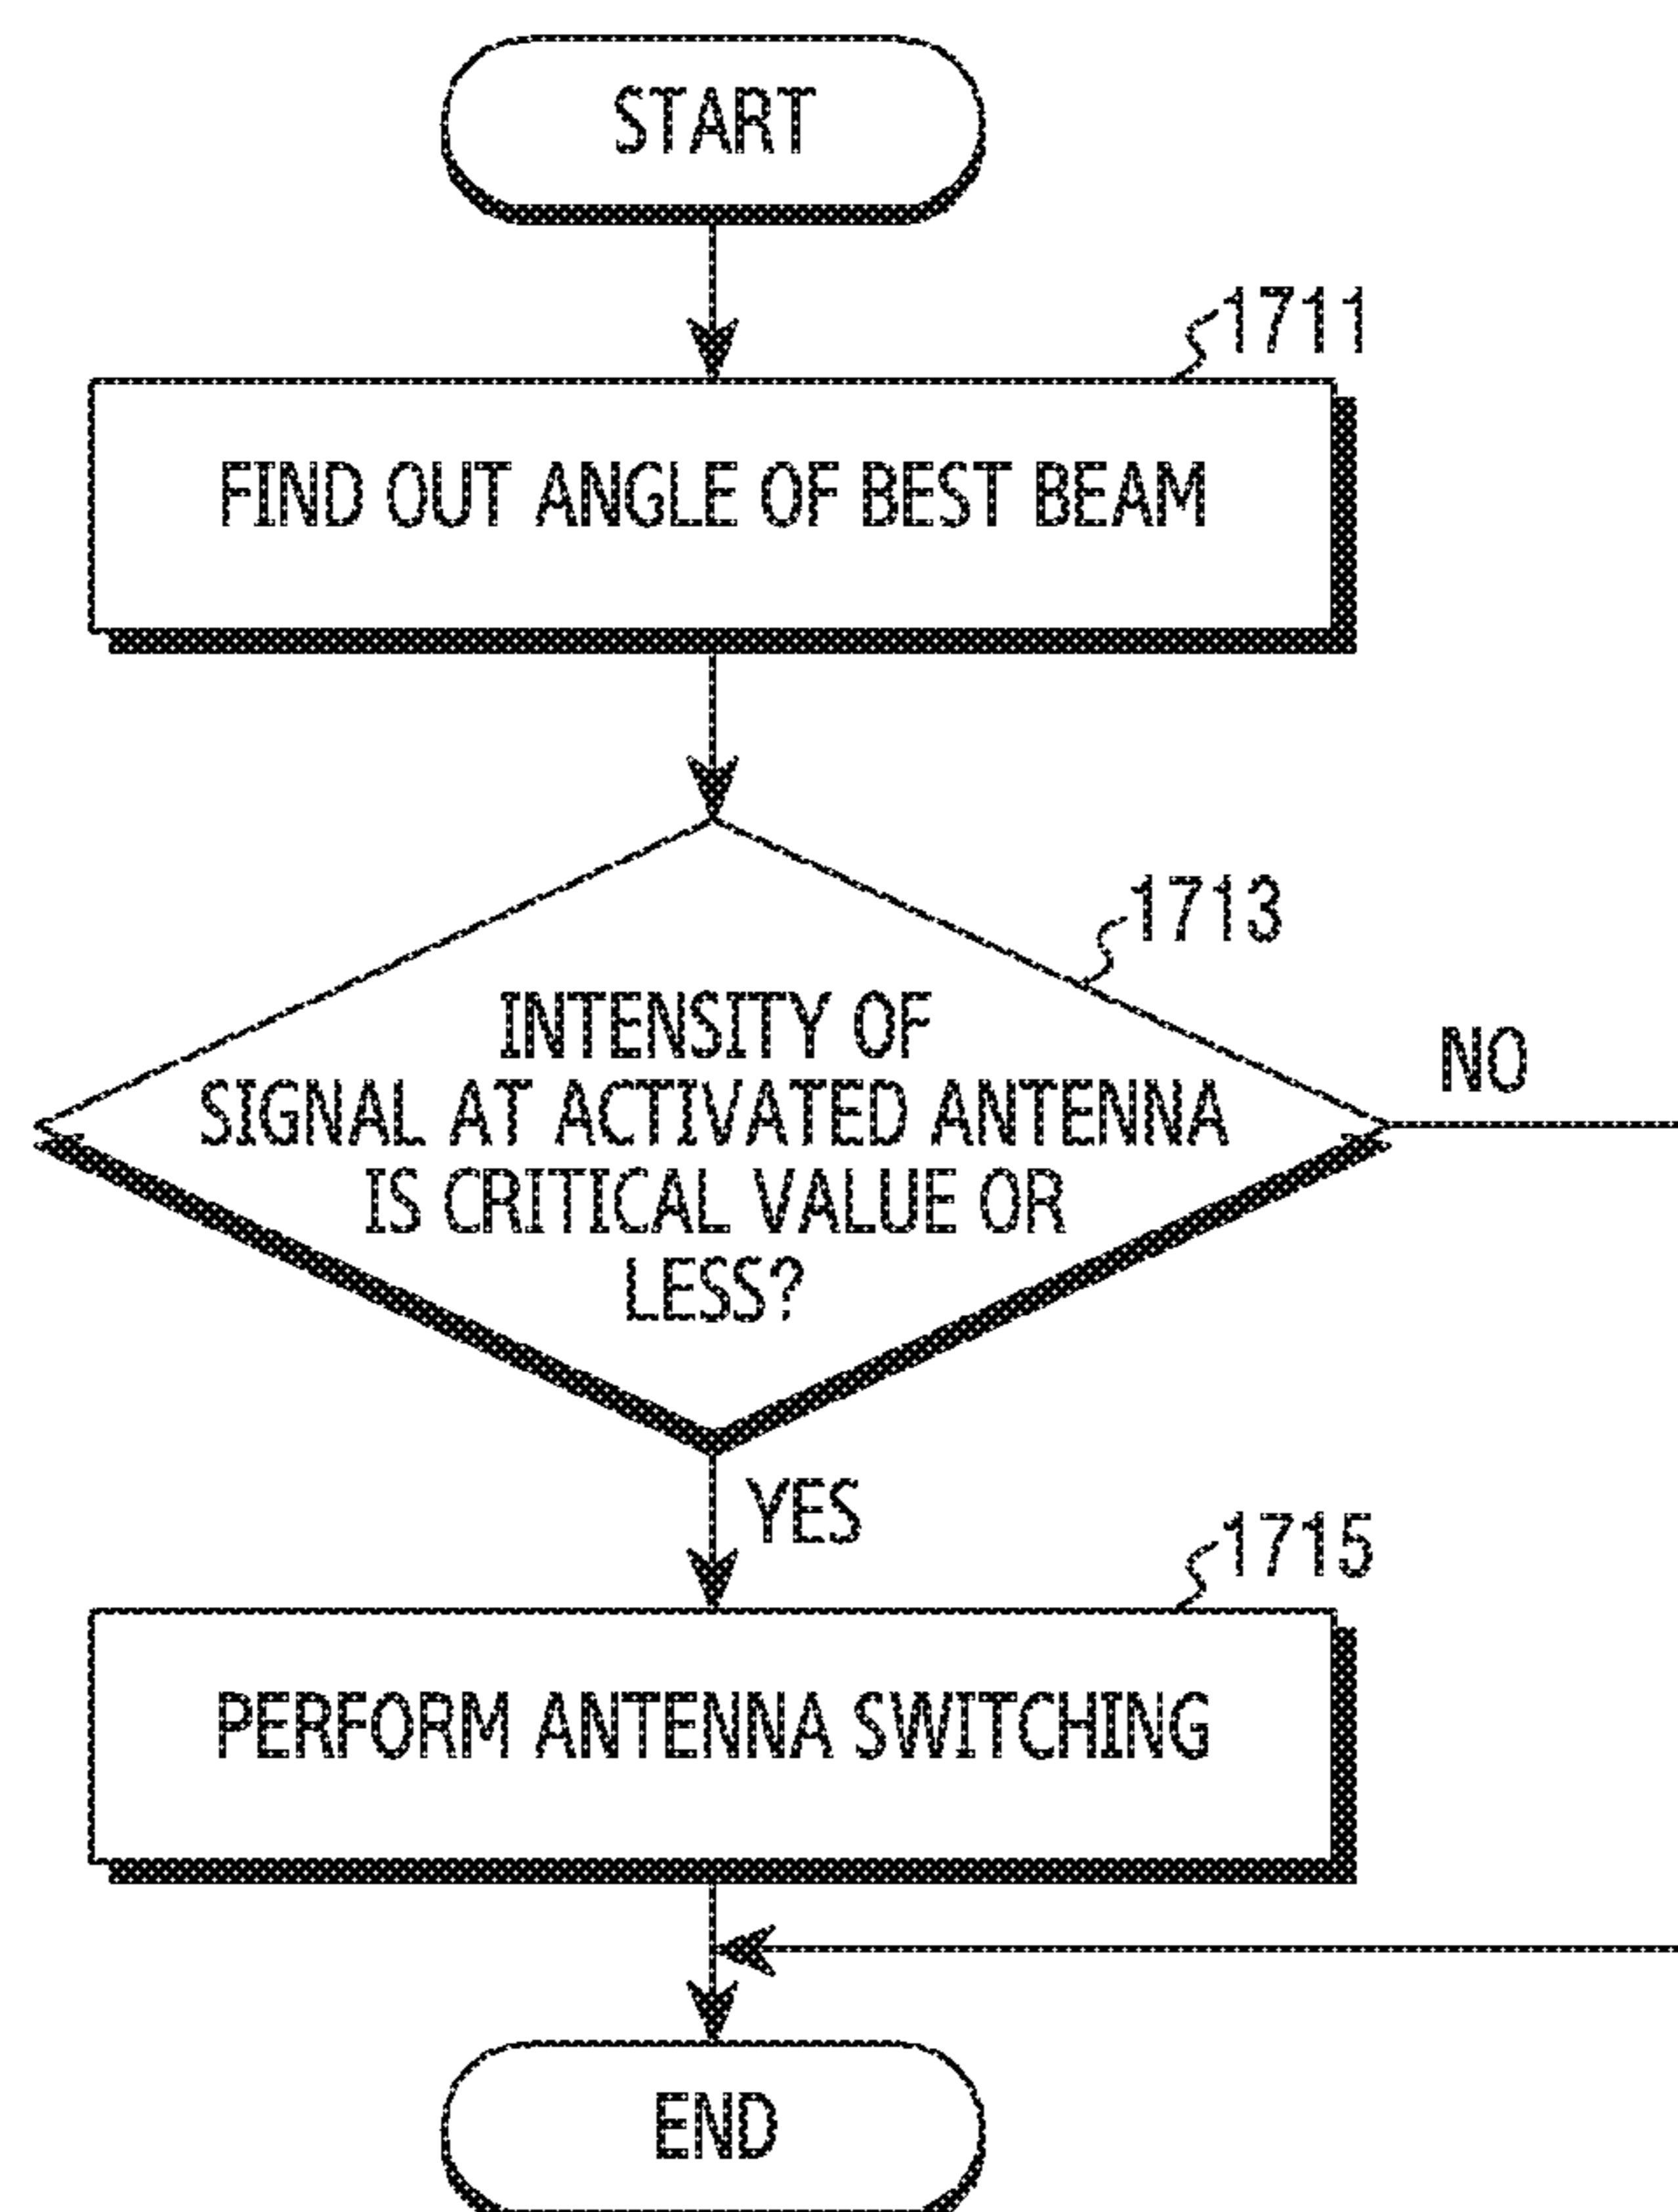 START
1711
FIND OUT ANGLE OF BEST BEAM
1713
INTENSITY OF
SIGNAL AT ACTIVATED ANTENNA
IS CRITICAL VALUE OR
LESS?
NO
YES
1715
PERFORM ANTENNA SWITCHING
END